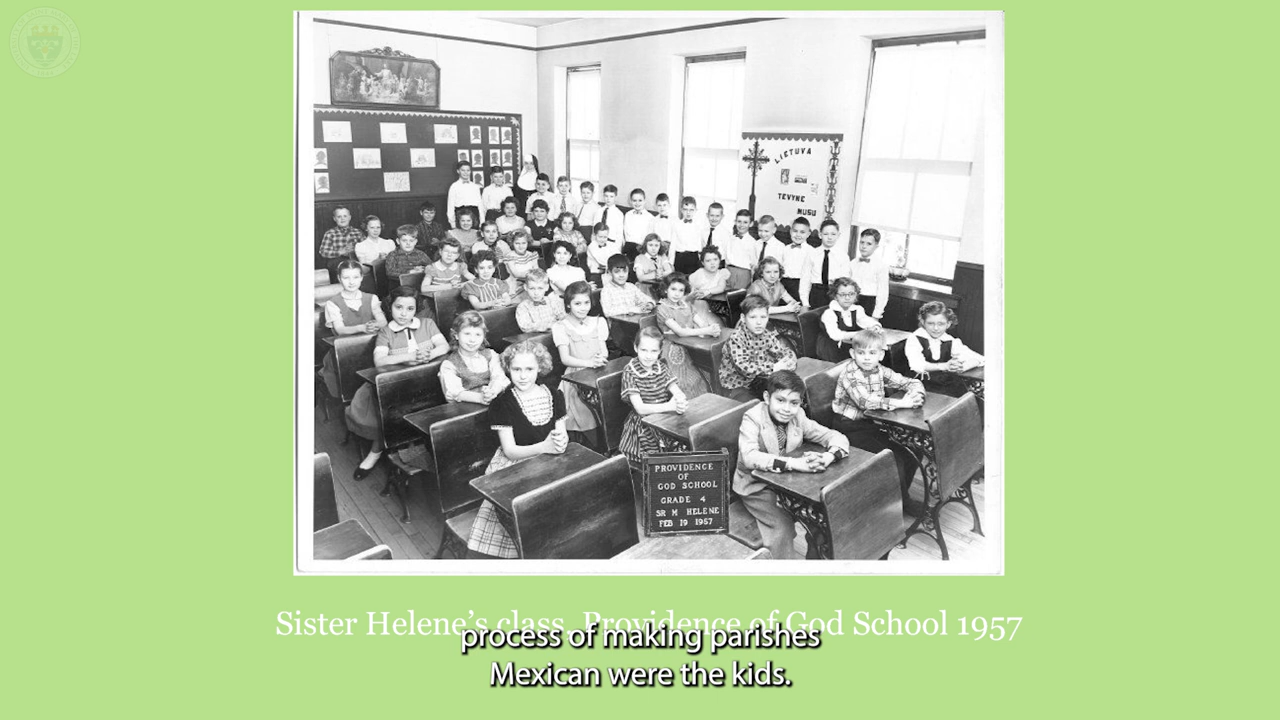 LIETUVA
TEVYNE
MUSU
PROVIDENCE
OF
GOD SCHOOL
GRADE 4
SR M HELENE
FEB 19 1957
Sister Helene's class, Providence of God School 1957
process of making parishes
Mexican were the kids.